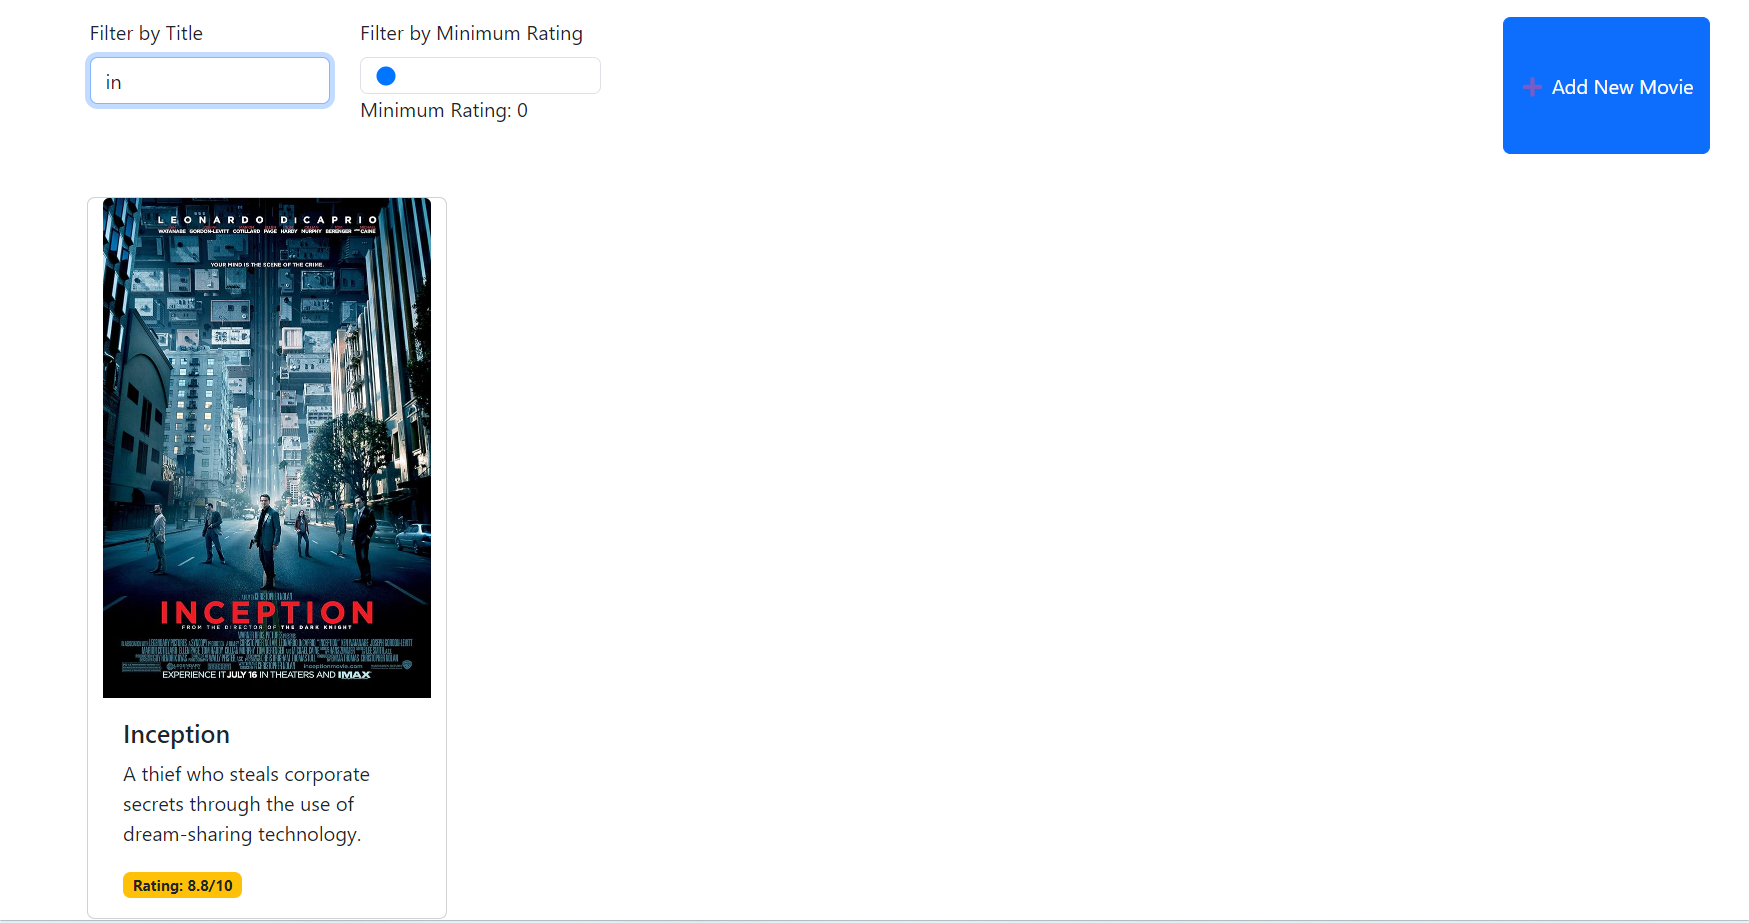 Filter by Title
Filter by Minimum Rating
in
Minimum Rating: 0
Add New Movie
LEONARDO DiCAPRIO
WATANABE GORDON-LEVITT COTILLARD PAGE HARDY MURPHY BERENGER AND CAINE
YOUR MIND IS THE SCENE OF THE CRIME.
INCEPTION
FROM THE DIRECTOR OF THE DARK KNIGHT
EXPERIENCE IT JULY 16 IN THEATERS AND IMAX
Inception
A thief who steals corporate
secrets through the use of
dream-sharing technology.
Rating: 8.8/10